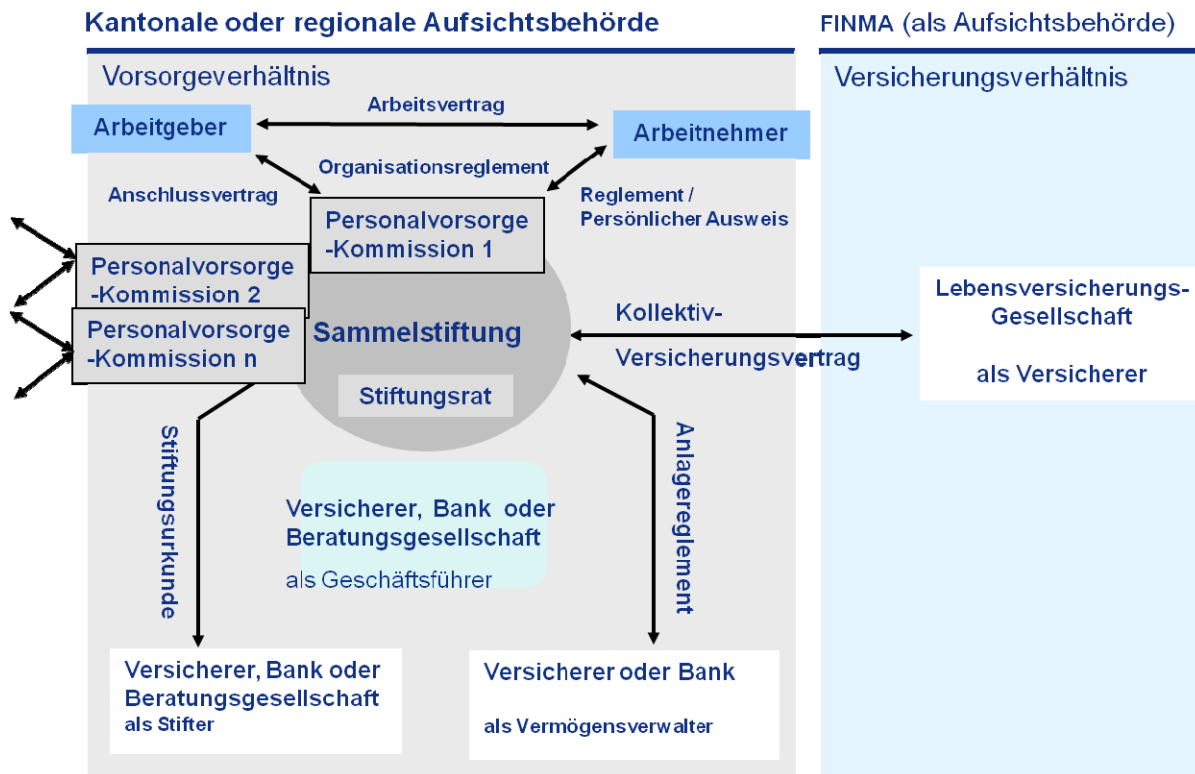 Kantonale oder regionale Aufsichtsbehörde
FINMA (als Aufsichtsbehörde)
Vorsorgeverhältnis
Versicherungsverhältnis
Arbeitsvertrag
Arbeitgeber
Arbeitnehmer
Organisationsreglement
Anschlussvertrag
Reglement /
Persönlicher Ausweis
Personalvorsorge
-Kommission 1
Personalvorsorge
-Kommission 2
Personalvorsorge
-Kommission n
Sammelstiftung
Stiftungsrat
Kollektiv-
Versicherungsvertrag
Lebensversicherungs-
Gesellschaft
als Versicherer
Stiftungsurkunde
Anlagereglement
Versicherer, Bank oder
Beratungsgesellschaft
als Geschäftsführer
Versicherer, Bank oder
Beratungsgesellschaft
als Stifter
Versicherer oder Bank
als Vermögensverwalter